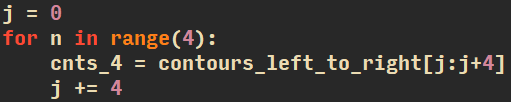 j = 0
for n in range(4):
    cnts_4 = contours_left_to_right[j:j+4]
    j += 4